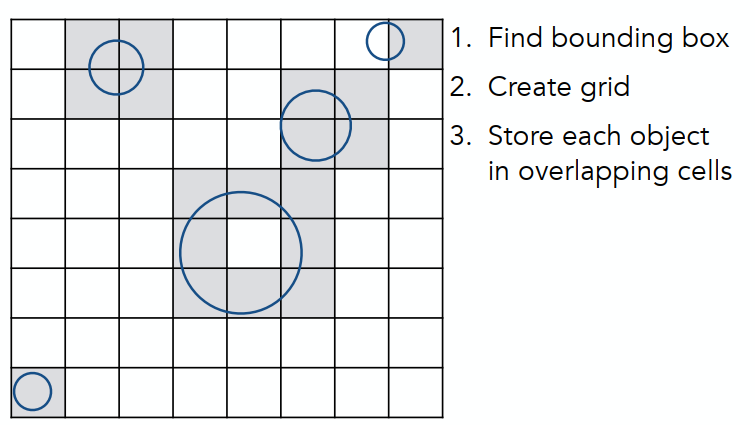 1. Find bounding box
2. Create grid
3. Store each object
in overlapping cells